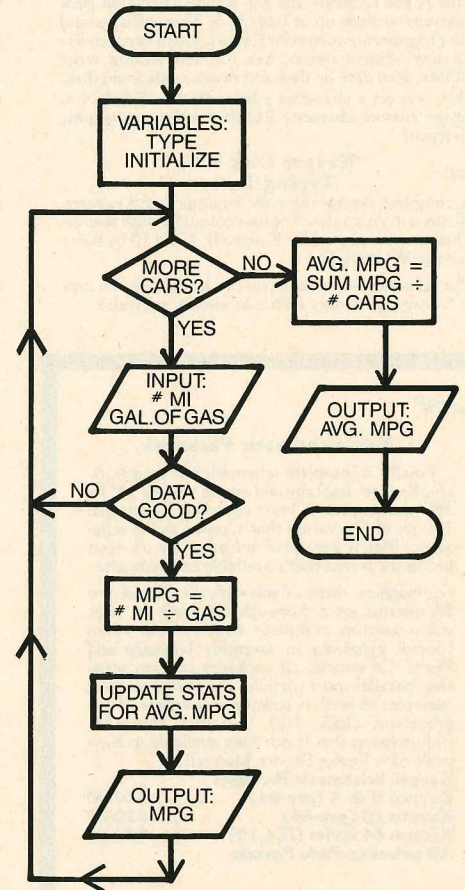 START
VARIABLES:
TYPE
INITIALIZE
MORE
CARS?
NO
YES
AVG. MPG =
SUM MPG ÷
# CARS
OUTPUT:
AVG. MPG
END
INPUT:
# MI
GAL.OF GAS
DATA
GOOD?
NO
YES
MPG =
# MI ÷ GAS
UPDATE STATS
FOR AVG. MPG
OUTPUT:
MPG